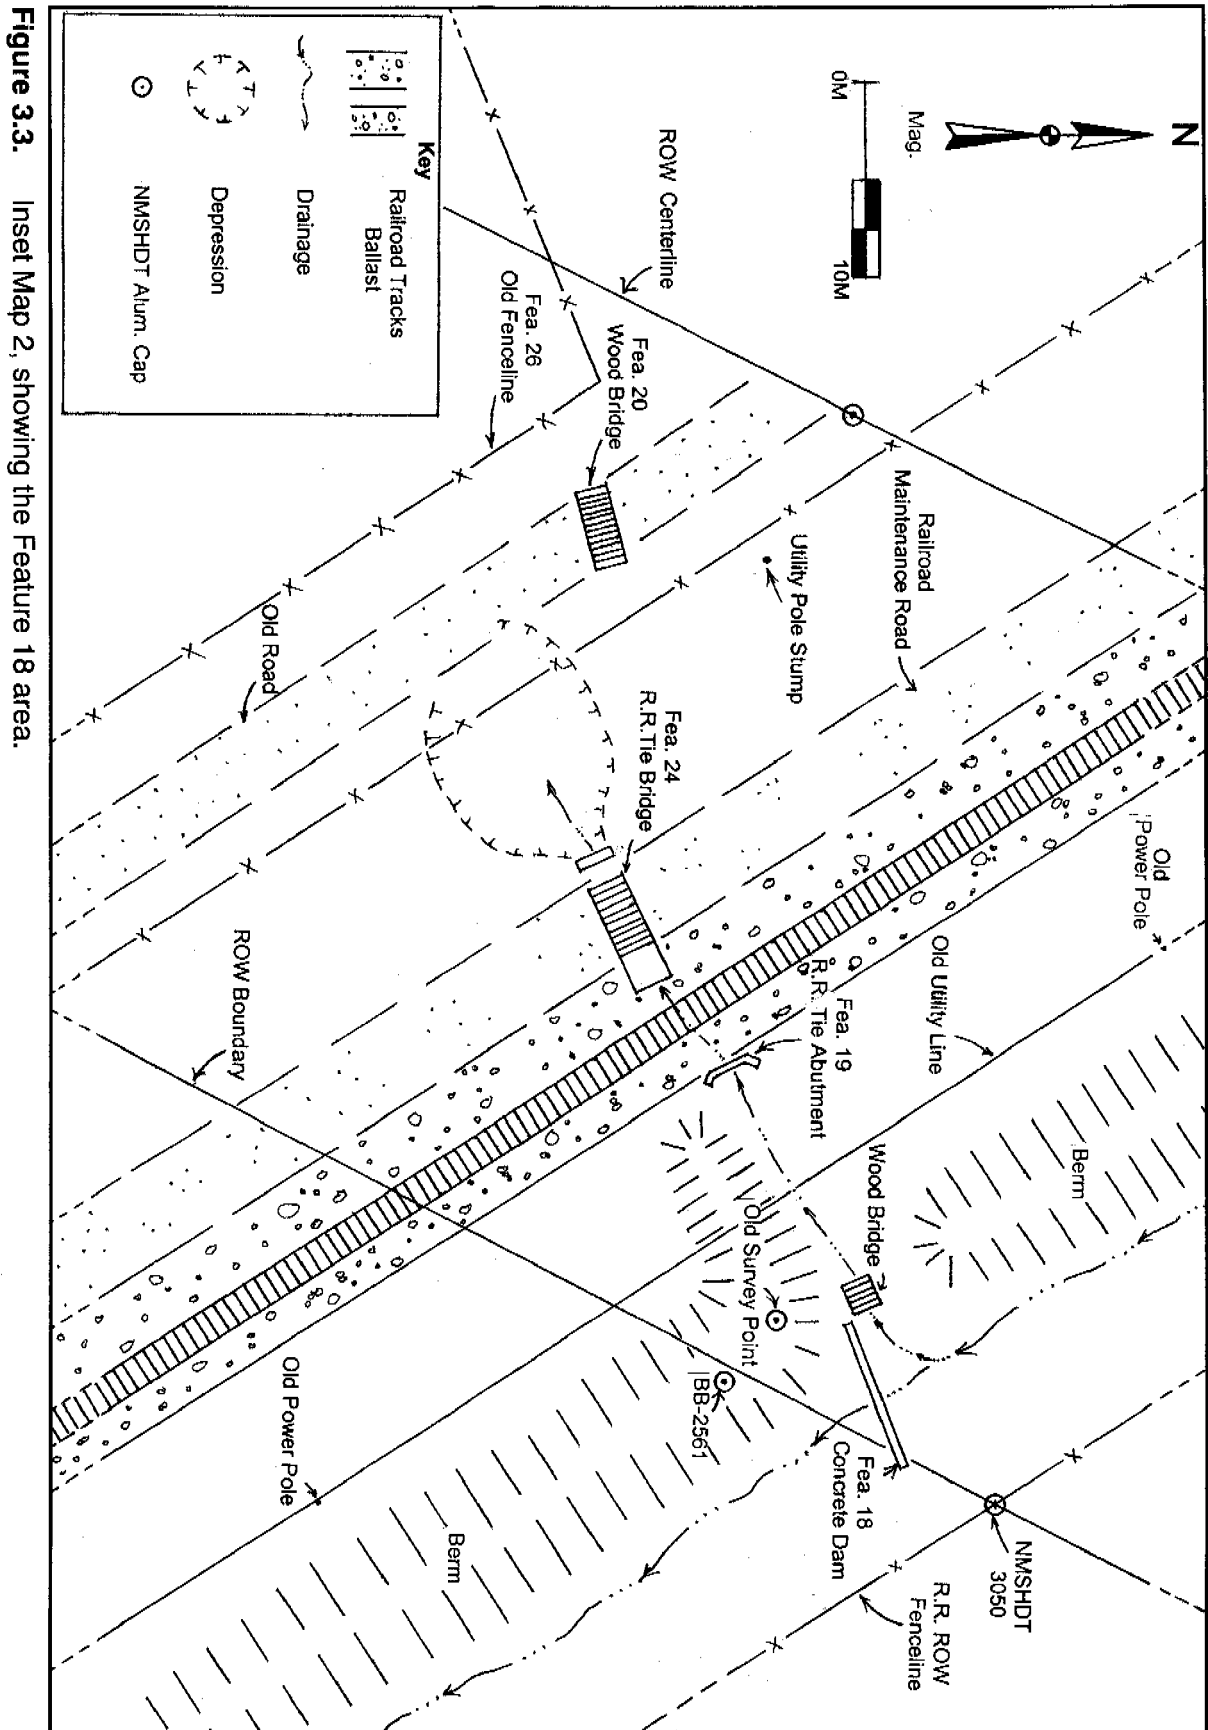 N
Mag.
0M
10M
ROW Centerline
Railroad
Maintenance Road
Old
Power Pole
Utility Pole Stump
Fea. 20
Wood Bridge
Fea. 26
Old Fenceline
Old Road
Fea. 24
R.R.Tie Bridge
Fea. 19
R.R. Tie Abutment
Old Utility Line
Berm
Wood Bridge
Old Survey Point
BB-2561
ROW Boundary
Old Power Pole
Berm
Fea. 18
Concrete Dam
NMSHDT
3050
R.R. ROW
Fenceline
Key
Railroad Tracks
Ballast
Drainage
Depression
NMSHDT Alum. Cap
Figure 3.3. Inset Map 2, showing the Feature 18 area.